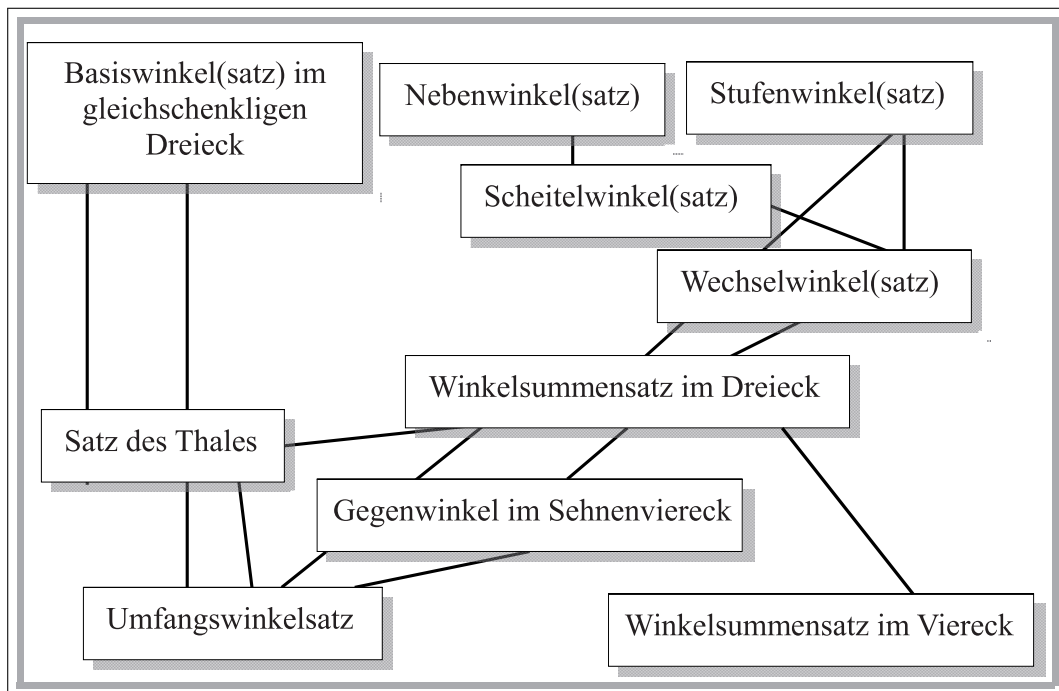 Basiswinkel(satz) im
gleichschenkligen
Dreieck
Nebenwinkel(satz)
Stufenwinkel(satz)
Scheitelwinkel(satz)
Wechselwinkel(satz)
Winkelsummensatz im Dreieck
Satz des Thales
Gegenwinkel im Sehnenviereck
Umfangswinkelsatz
Winkelsummensatz im Viereck